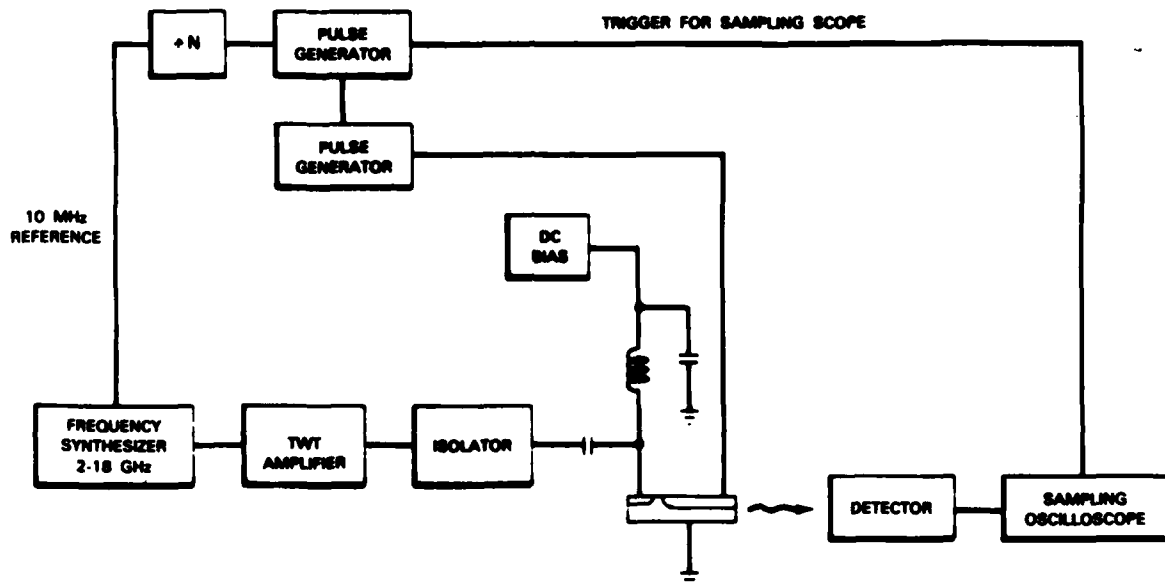 ÷ N
PULSE
GENERATOR
TRIGGER FOR SAMPLING SCOPE
PULSE
GENERATOR
10 MHz
REFERENCE
DC
BIAS
FREQUENCY
SYNTHESIZER
2-18 GHz
TWT
AMPLIFIER
ISOLATOR
DETECTOR
SAMPLING
OSCILLOSCOPE